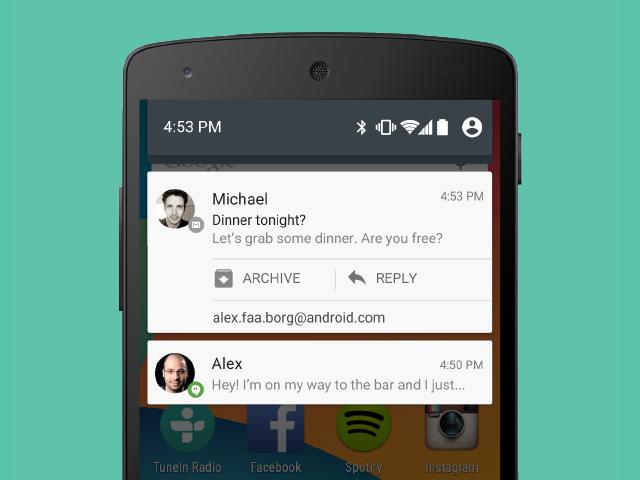 4:53 PM
Google
Michael
4:53 PM
Dinner tonight?
Let's grab some dinner. Are you free?
ARCHIVE
REPLY
alex.faa.borg@android.com
Alex
4:50 PM
Hey! I'm on my way to the bar and I just...
TuneIn Radio
Facebook
Spotify
Instagram